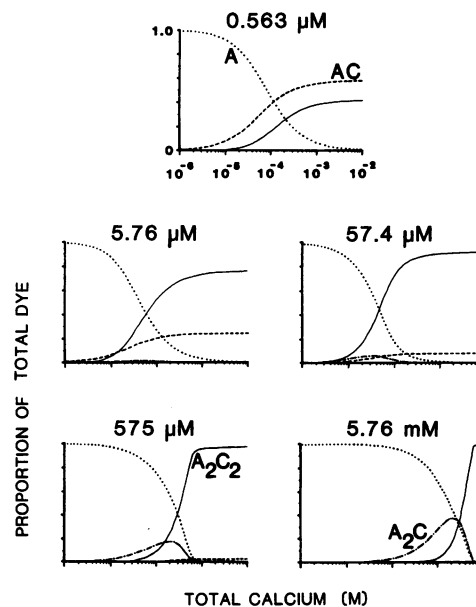 0.563 µM
A
AC
1.0
0
10⁻⁶ 10⁻⁵ 10⁻⁴ 10⁻³ 10⁻²
5.76 µM
57.4 µM
575 µM
A₂C₂
5.76 mM
A₂C
PROPORTION OF TOTAL DYE
TOTAL CALCIUM (M)